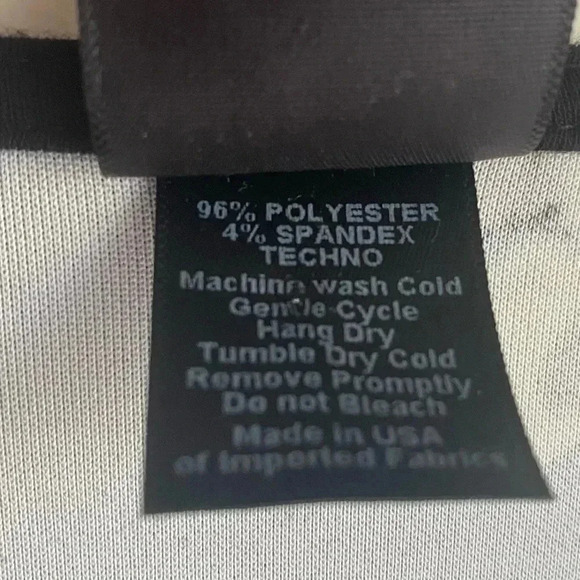 96% POLYESTER
4% SPANDEX
TECHNO
Machine wash Cold
Gentle Cycle
Hang Dry
Tumble Dry Cold
Remove Promptly
Do not Bleach
Made in USA
of Imported Fabrics